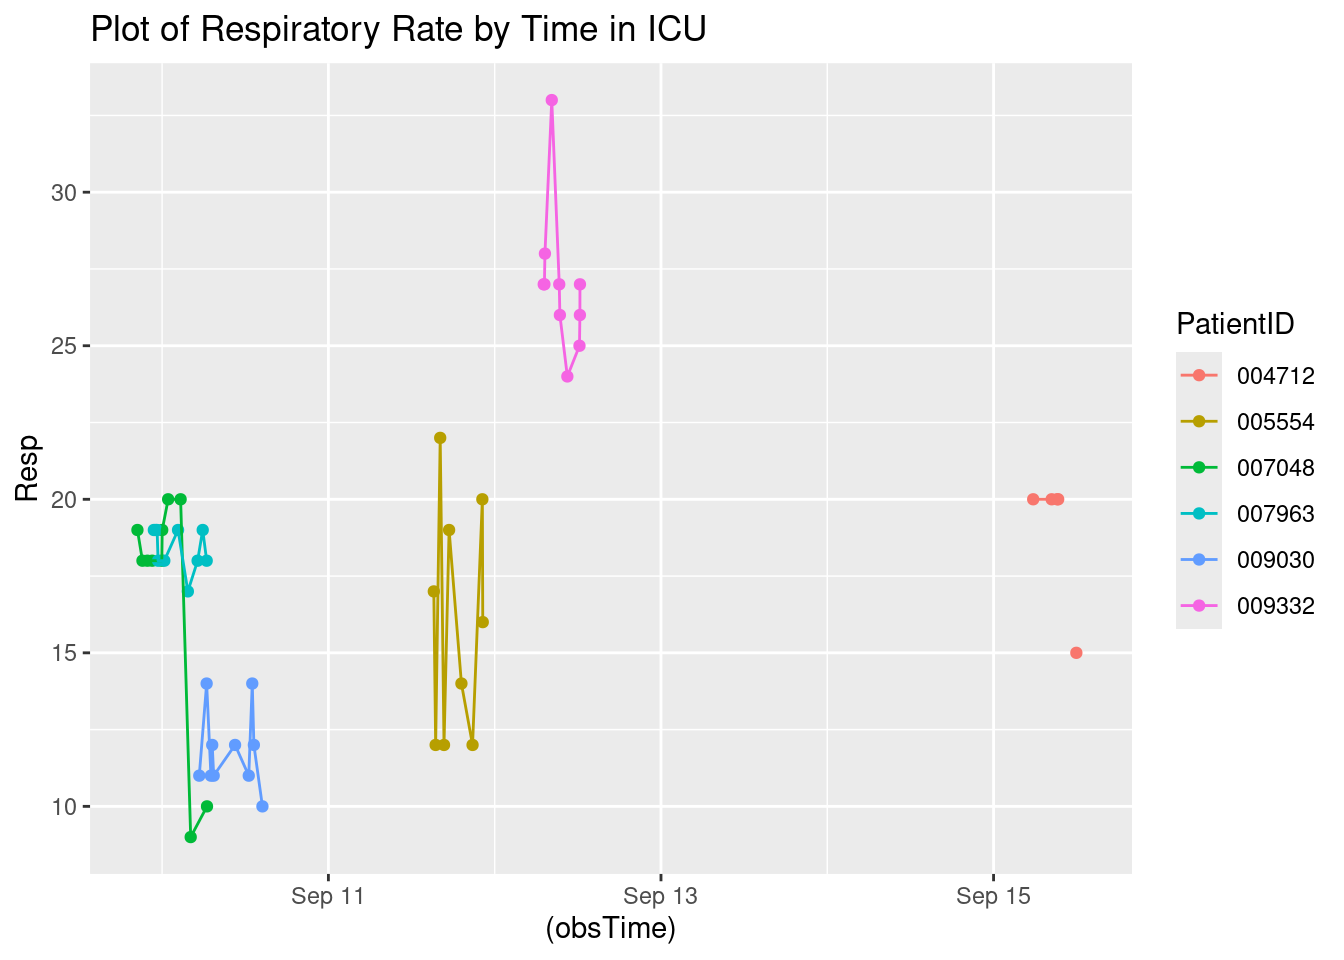 Plot of Respiratory Rate by Time in ICU
Resp
30
25
20
15
10
Sep 11
Sep 13
Sep 15
(obsTime)
PatientID
004712
005554
007048
007963
009030
009332